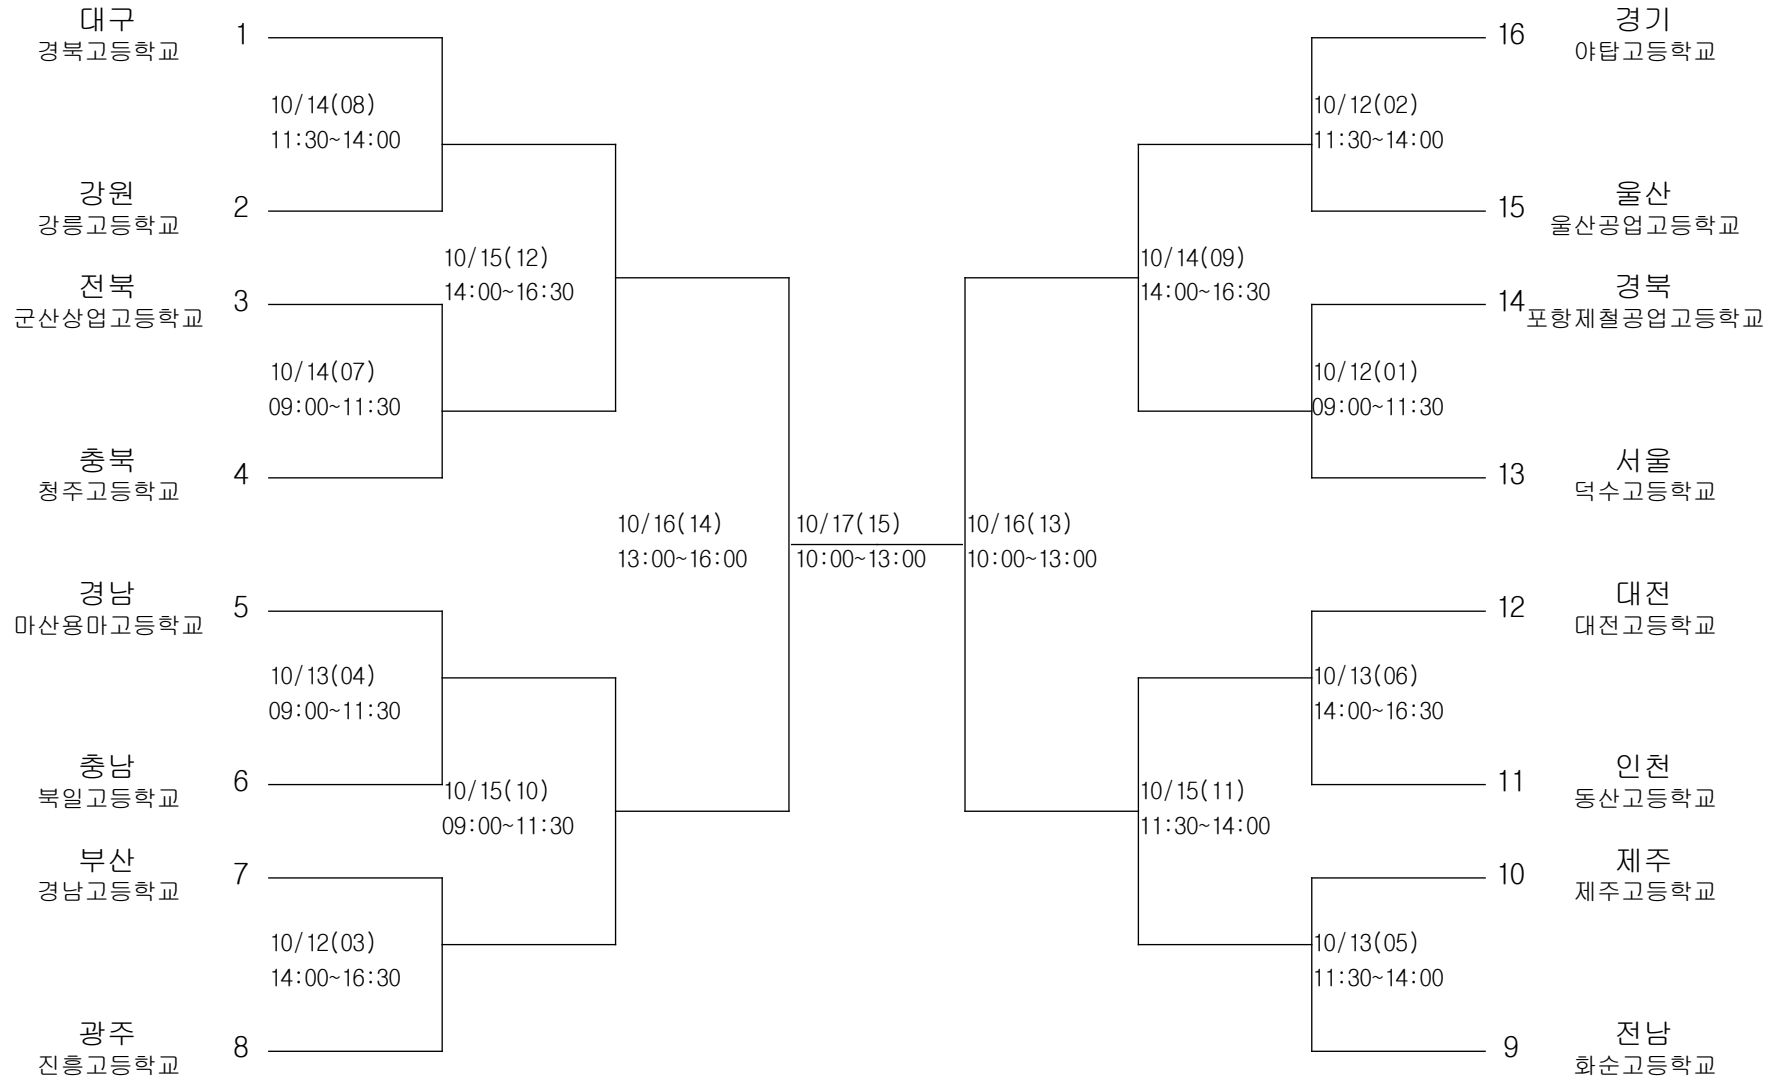 대구
경북고등학교
1
10/14(08)
11:30~14:00
강원
강릉고등학교
2
10/15(12)
14:00~16:30
전북
군산상업고등학교
3
10/14(07)
09:00~11:30
충북
청주고등학교
4
10/16(14)
13:00~16:00
경남
마산용마고등학교
5
10/13(04)
09:00~11:30
충남
북일고등학교
6
10/15(10)
09:00~11:30
부산
경남고등학교
7
10/12(03)
14:00~16:30
광주
진흥고등학교
8
10/17(15)
10:00~13:00
16
경기
야탑고등학교
10/12(02)
11:30~14:00
15
울산
울산공업고등학교
10/14(09)
14:00~16:30
14
경북
포항제철공업고등학교
10/12(01)
09:00~11:30
13
서울
덕수고등학교
10/16(13)
10:00~13:00
12
대전
대전고등학교
10/13(06)
14:00~16:30
11
인천
동산고등학교
10/15(11)
11:30~14:00
10
제주
제주고등학교
10/13(05)
11:30~14:00
9
전남
화순고등학교